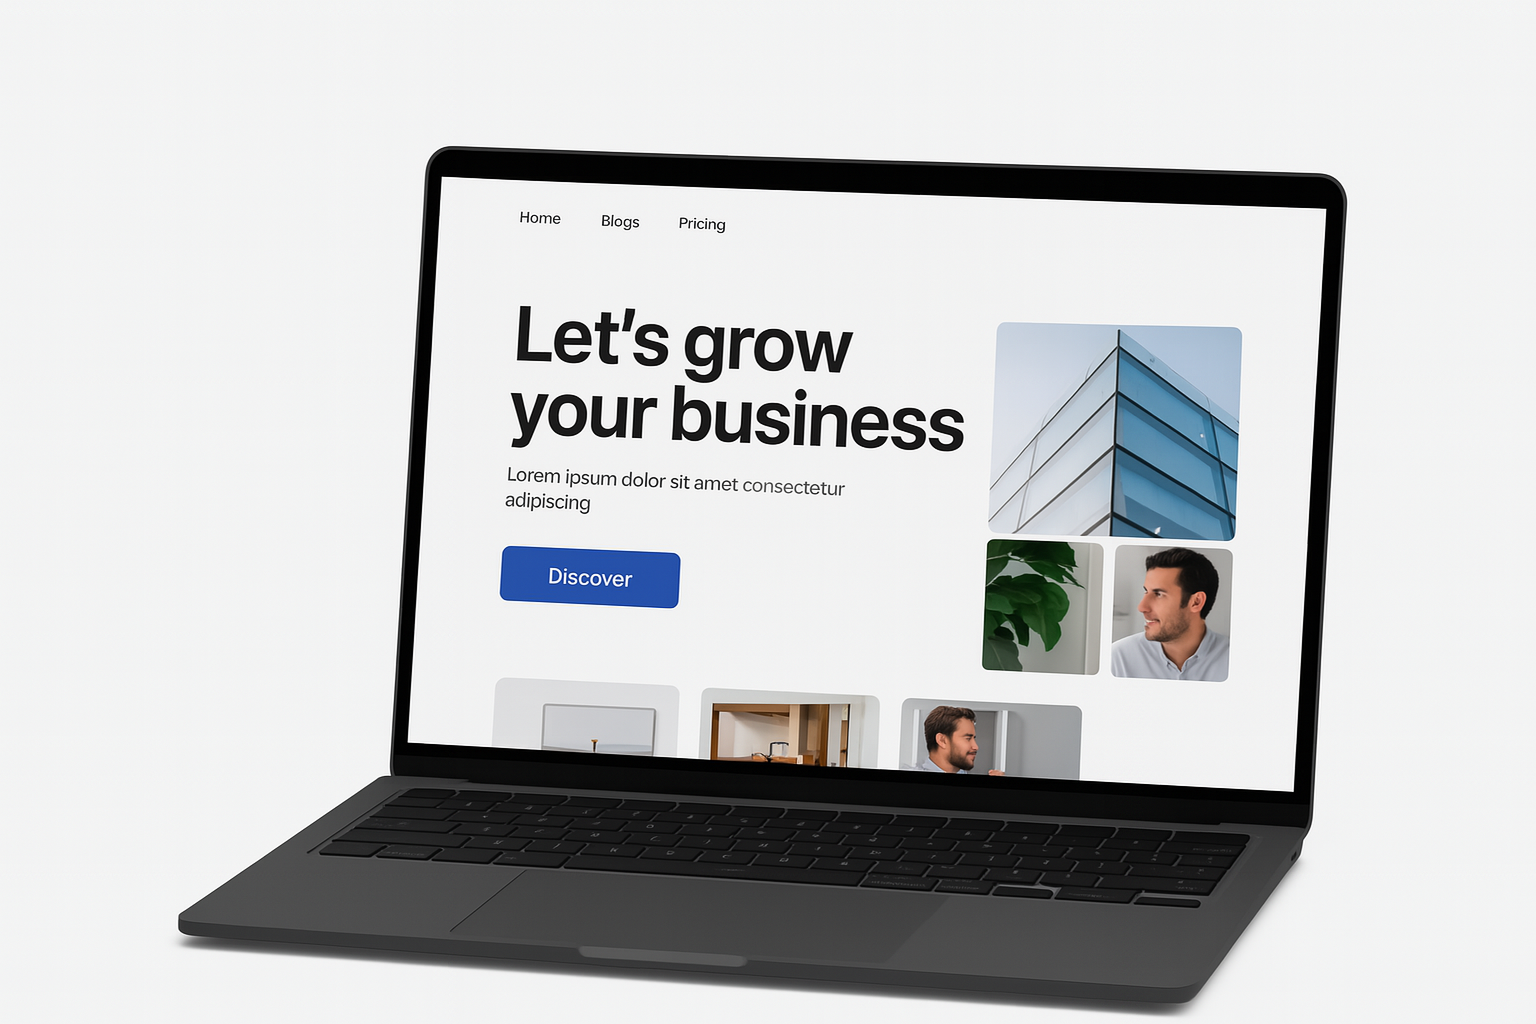 Home Blogs Pricing
Let's grow
your business
Lorem ipsum dolor sit amet consectetur
adipiscing
Discover